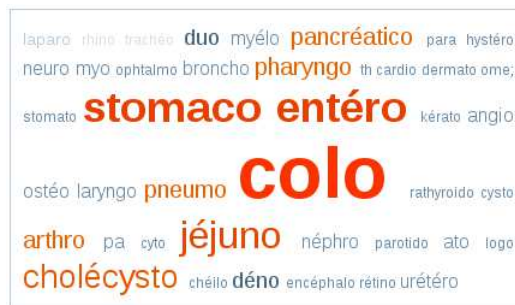 laparo rhino trachéo duo myélo pancréatico para hystéro
neuro myo ophtalmo broncho pharyngo th cardio dermato ome;
stomato stomaco entéro kérato angio
ostéo laryngo pneumo colo rathyroido cysto
arthro pa cyto jéjuno néphro parotido ato logo
cholécysto chéilo déno encéphalo rétino urétéro